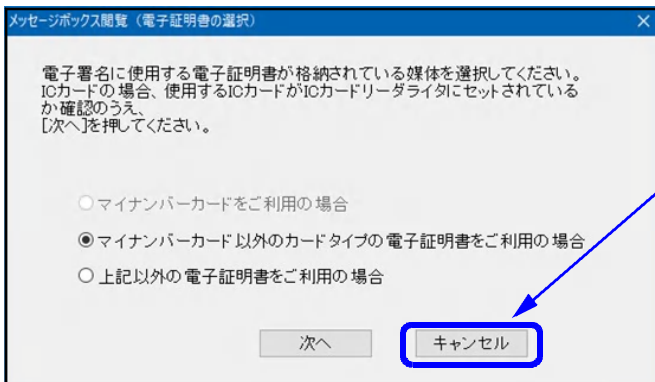 メッセージボックス閲覧（電子証明書の選択）
電子署名に使用する電子証明書が格納されている媒体を選択してください。
ICカードの場合、使用するICカードがICカードリーダライタにセットされている
か確認のうえ、
[次へ]を押してください。
マイナンバーカードをご利用の場合
マイナンバーカード以外のカードタイプの電子証明書をご利用の場合
上記以外の電子証明書をご利用の場合
次へ キャンセル